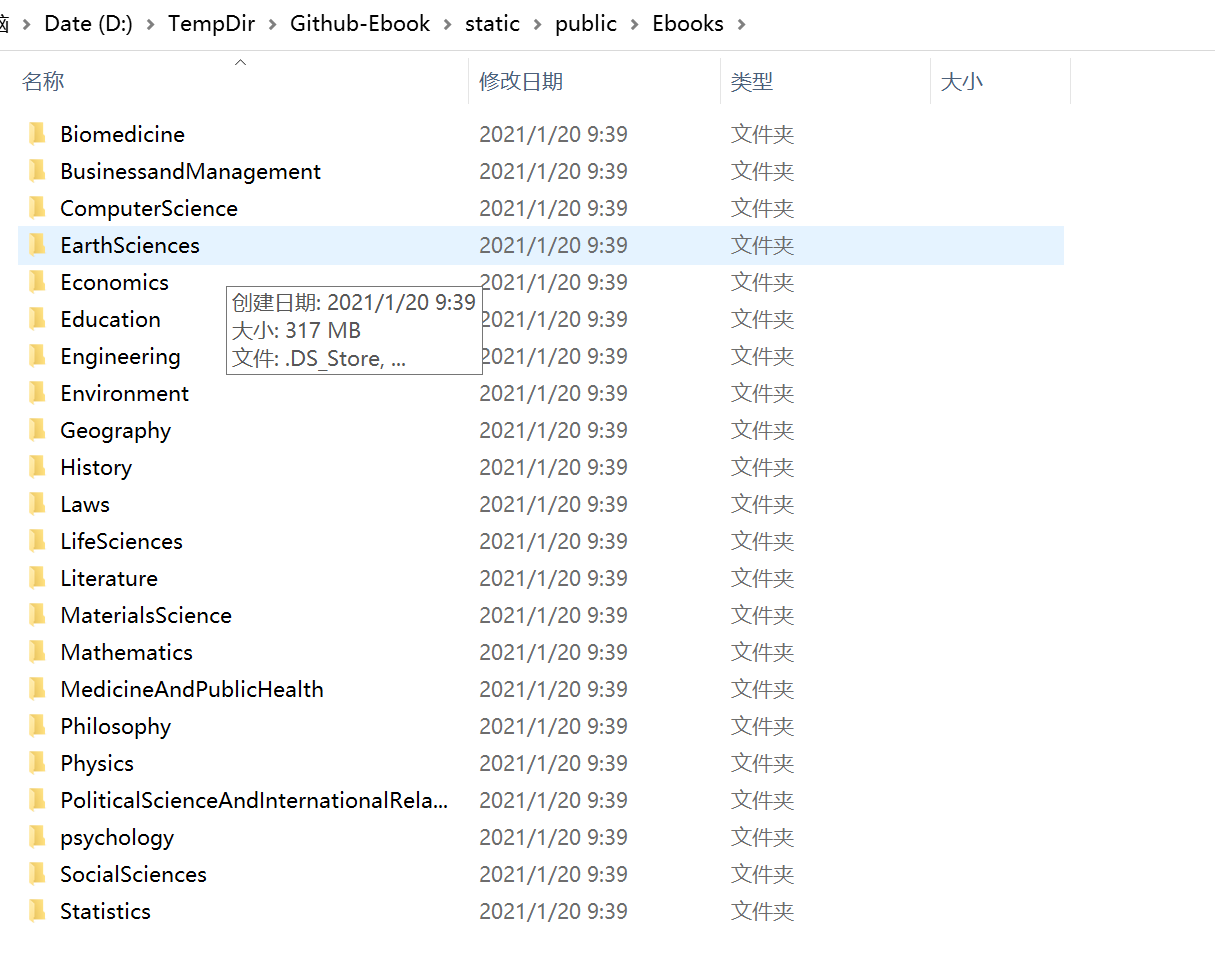 脑 › Date (D:) › TempDir › Github-Ebook › static › public › Ebooks ›
名称 修改日期 类型 大小
Biomedicine 2021/1/20 9:39 文件夹
BusinessandManagement 2021/1/20 9:39 文件夹
ComputerScience 2021/1/20 9:39 文件夹
EarthSciences 2021/1/20 9:39 文件夹
Economics 2021/1/20 9:39 文件夹
创建日期: 2021/1/20 9:39
大小: 317 MB
文件: .DS_Store, ...
Education 2021/1/20 9:39 文件夹
Engineering 2021/1/20 9:39 文件夹
Environment 2021/1/20 9:39 文件夹
Geography 2021/1/20 9:39 文件夹
History 2021/1/20 9:39 文件夹
Laws 2021/1/20 9:39 文件夹
LifeSciences 2021/1/20 9:39 文件夹
Literature 2021/1/20 9:39 文件夹
MaterialsScience 2021/1/20 9:39 文件夹
Mathematics 2021/1/20 9:39 文件夹
MedicineAndPublicHealth 2021/1/20 9:39 文件夹
Philosophy 2021/1/20 9:39 文件夹
Physics 2021/1/20 9:39 文件夹
PoliticalScienceAndInternationalRela... 2021/1/20 9:39 文件夹
psychology 2021/1/20 9:39 文件夹
SocialSciences 2021/1/20 9:39 文件夹
Statistics 2021/1/20 9:39 文件夹